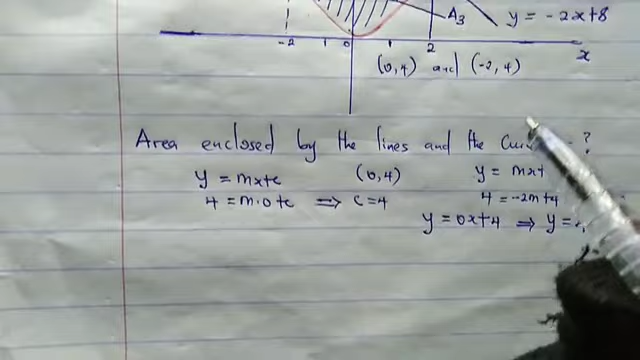 A₃ y = -2x+8
-2 1 0 1 2 x
(0,4) and (-2,4)
Area enclosed by the lines and the ?
y = mx+c (0,4) y = mx+
4 = m.0+c ⇒ c=4 4 = -2m+4
y = 0x+4 ⇒ y =